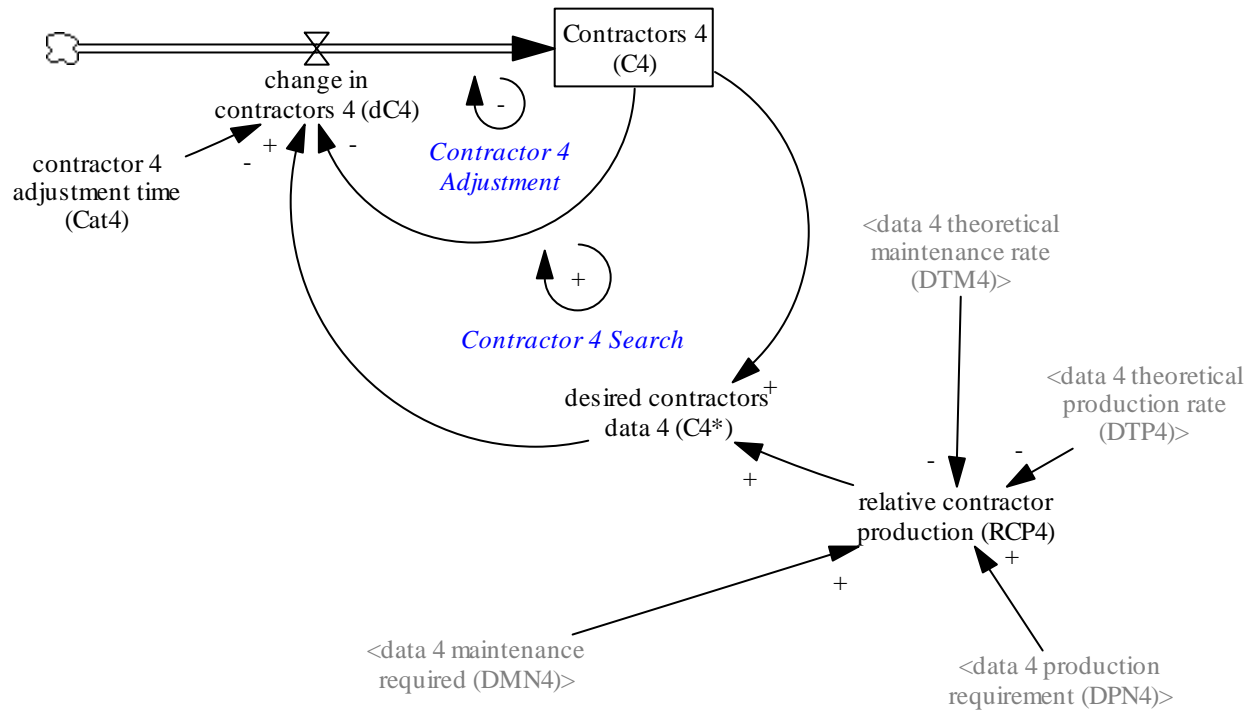 Contractors 4
(C4)
change in
contractors 4 (dC4)
-
+
-
-
contractor 4
adjustment time
(Cat4)
Contractor 4
Adjustment
+
Contractor 4 Search
<data 4 theoretical
maintenance rate
(DTM4)>
<data 4 theoretical
production rate
(DTP4)>
+
desired contractors
data 4 (C4*)
+
-
-
relative contractor
production (RCP4)
+
+
<data 4 maintenance
required (DMN4)>
<data 4 production
requirement (DPN4)>